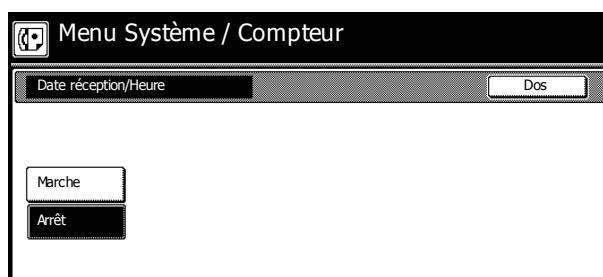 Menu Système / Compteur
Date réception/Heure Dos
Marche
Arrêt